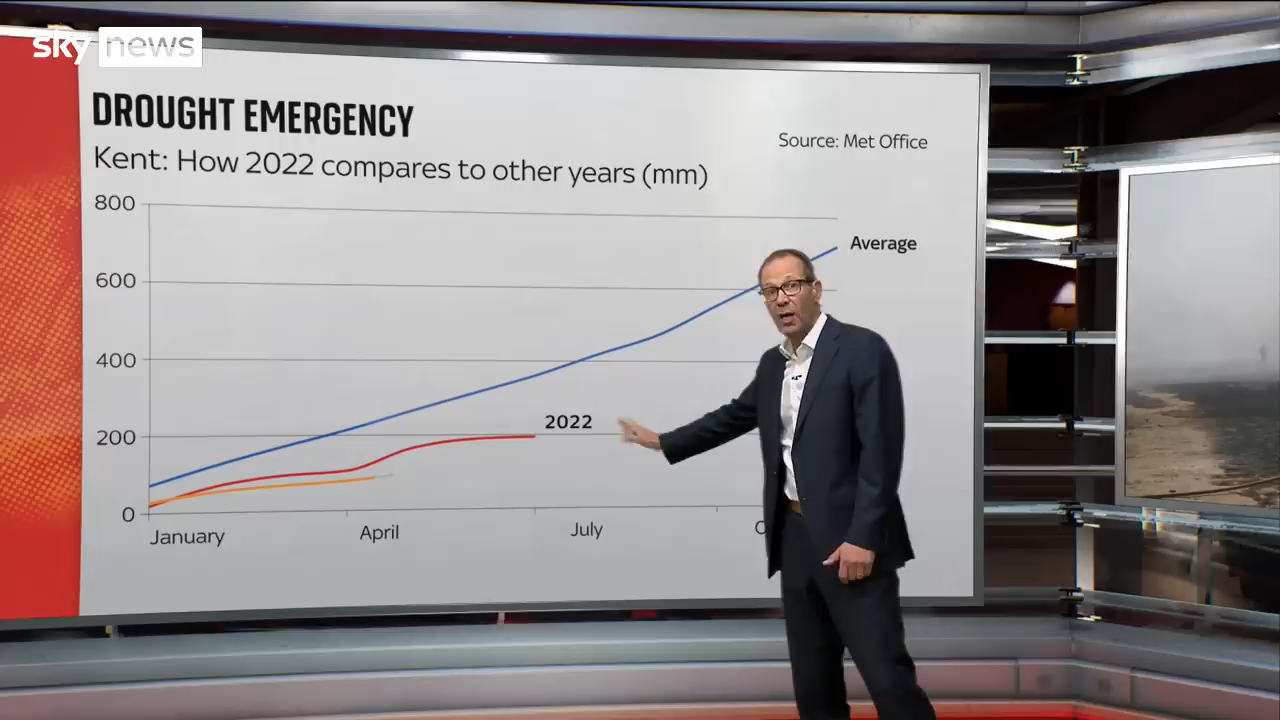 sky news
DROUGHT EMERGENCY
Source: Met Office
Kent: How 2022 compares to other years (mm)
800
Average
600
400
2022
200
0
January
April
July